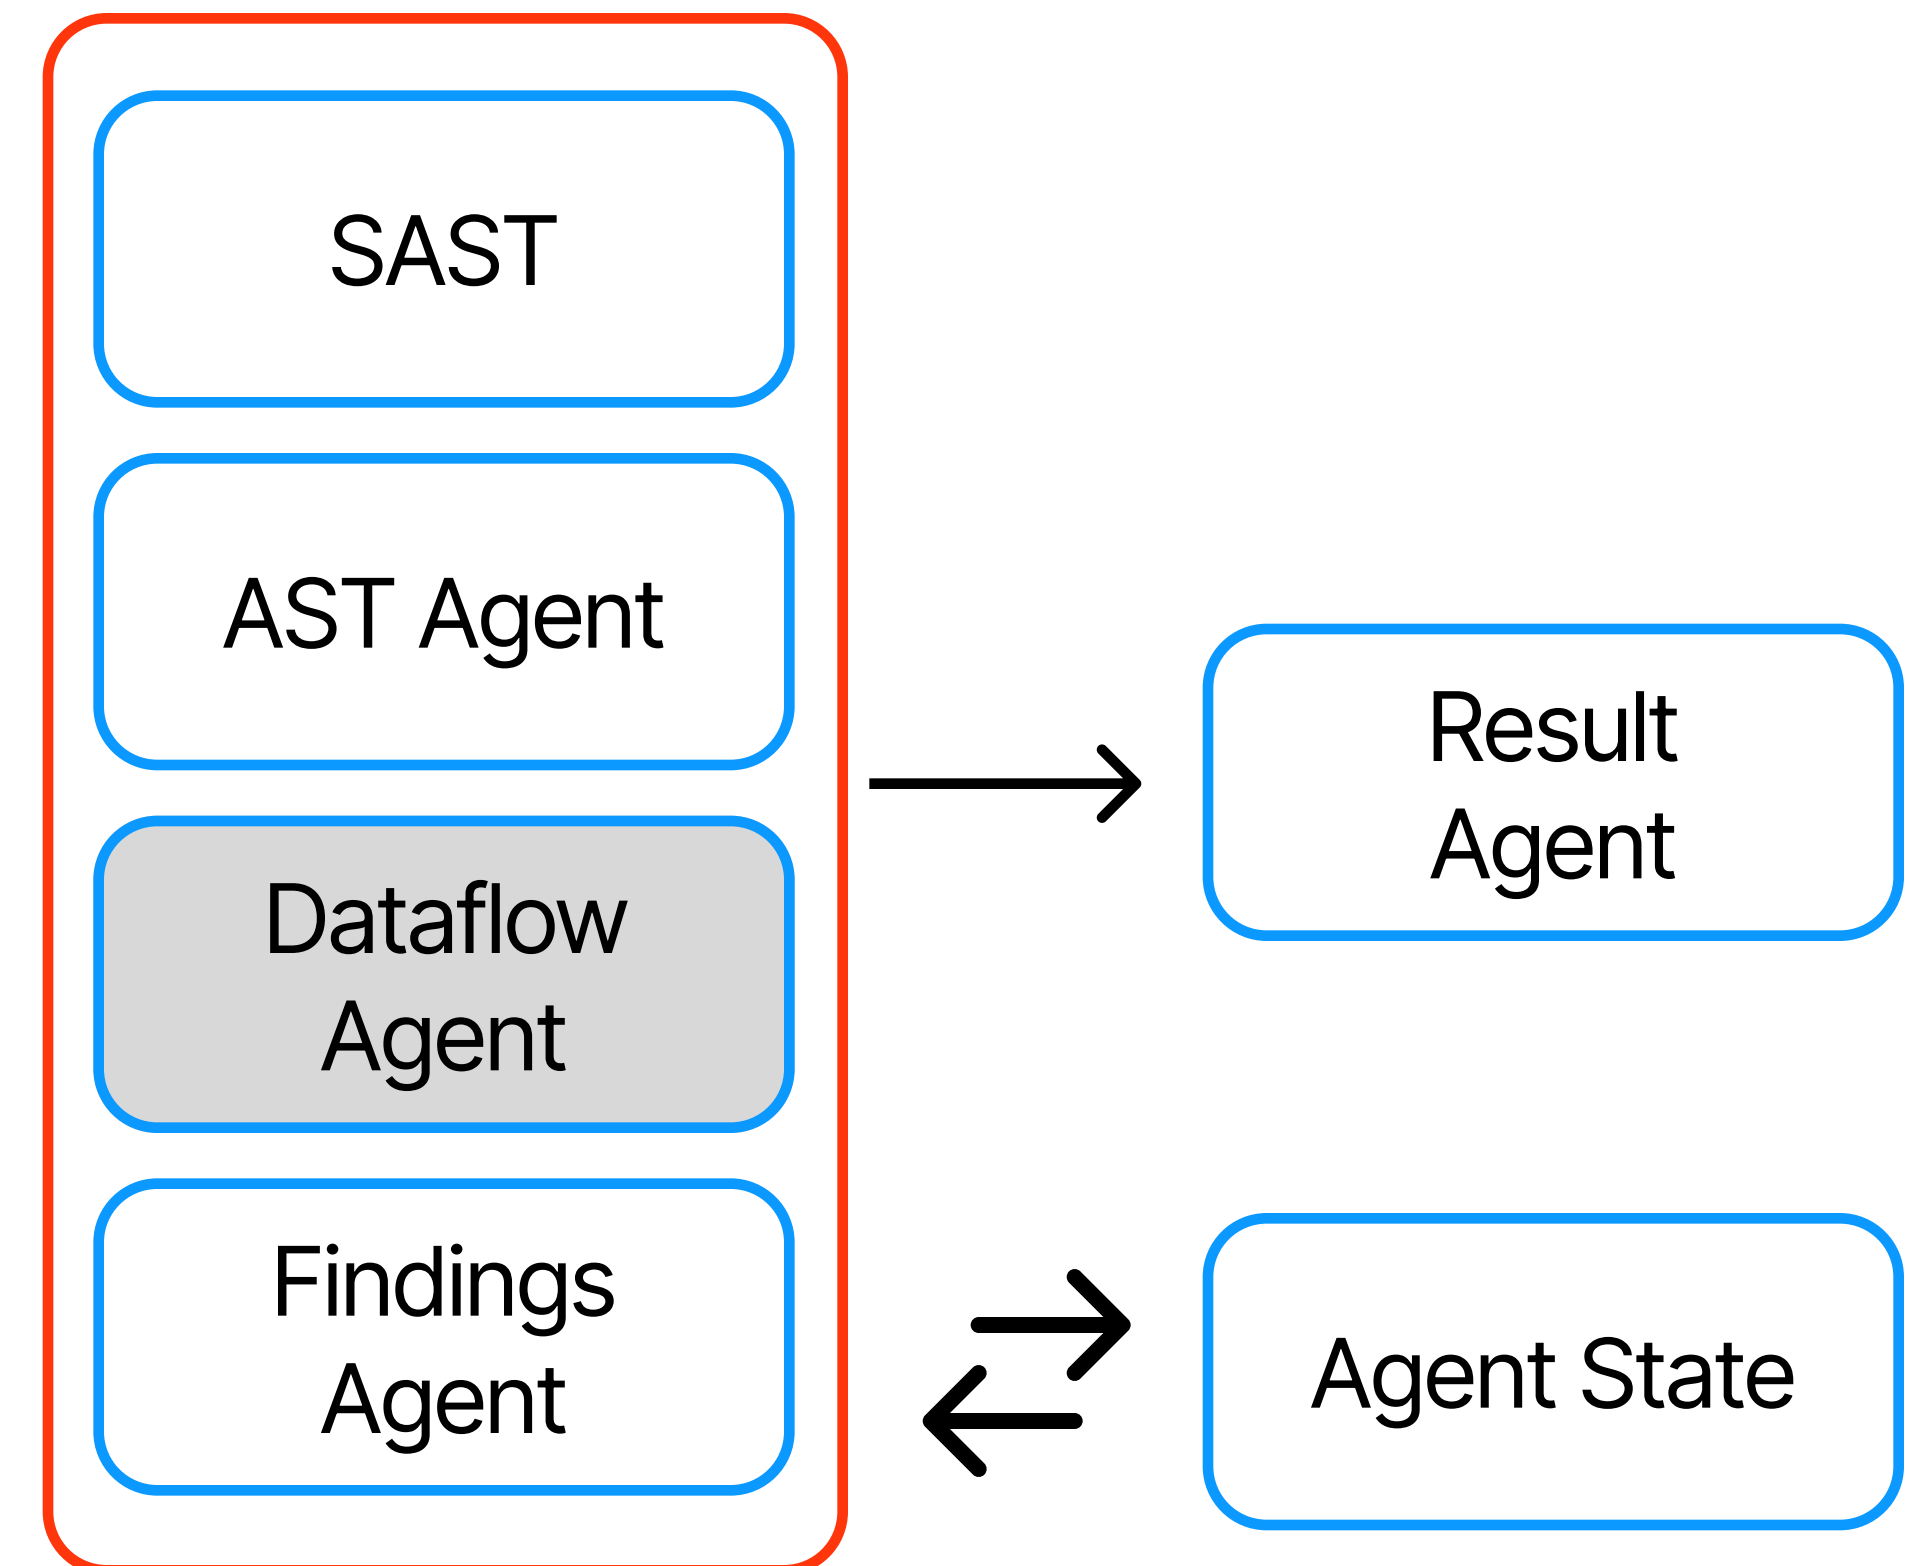 SAST
AST Agent
Dataflow
Agent
Findings
Agent
Result
Agent
Agent State